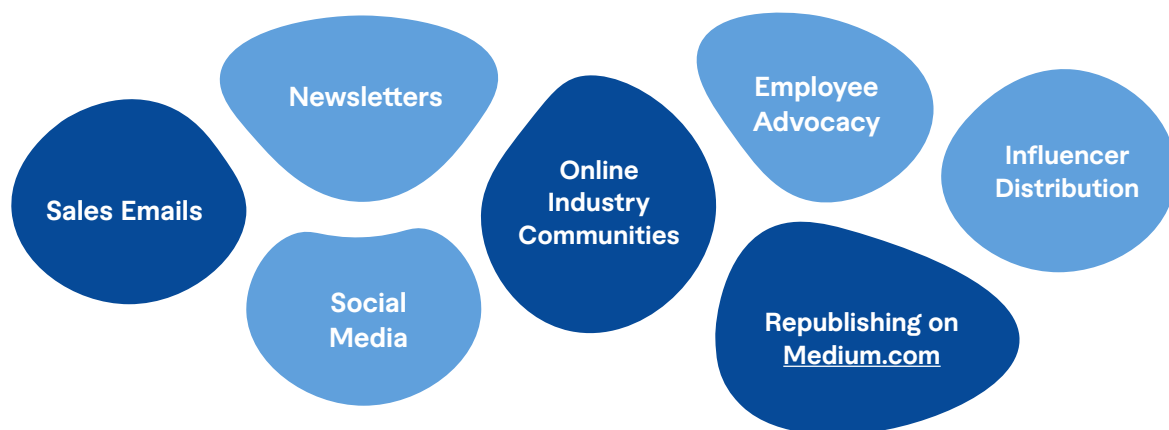 Sales Emails
Newsletters
Social
Media
Online
Industry
Communities
Employee
Advocacy
Republishing on
Medium.com
Influencer
Distribution